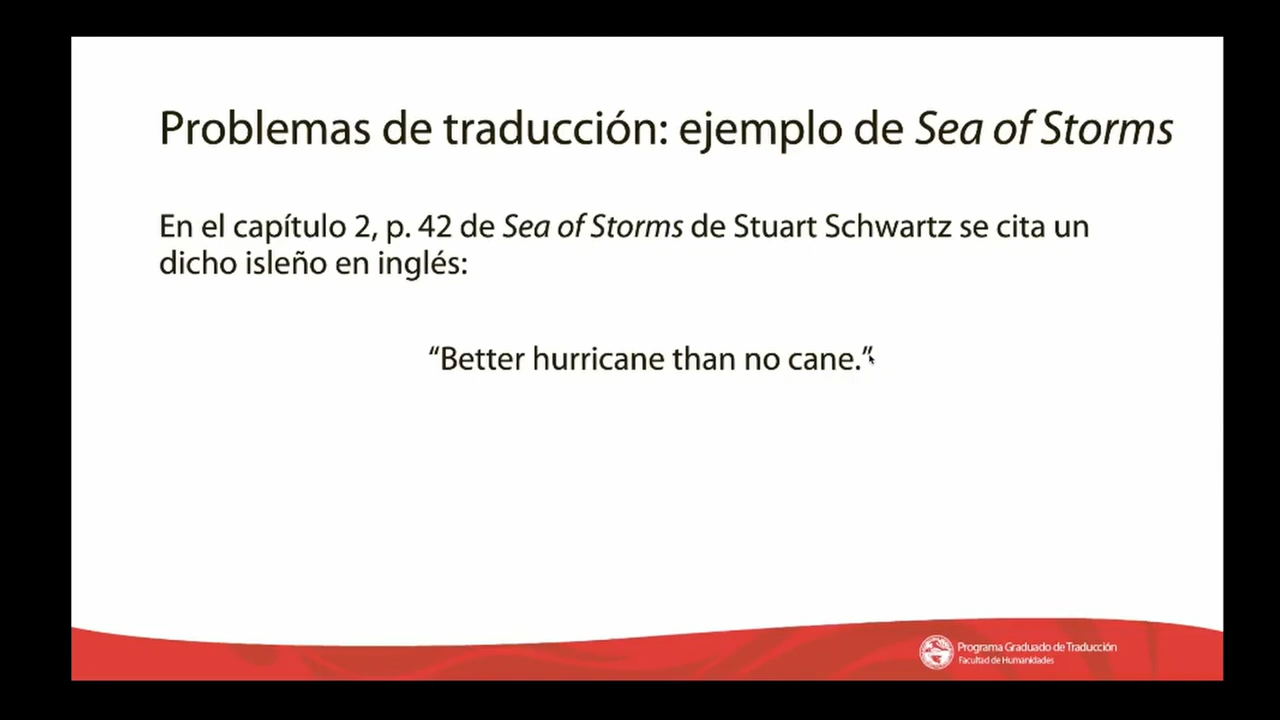 Problemas de traducción: ejemplo de Sea of Storms
En el capítulo 2, p. 42 de Sea of Storms de Stuart Schwartz se cita un
dicho isleño en inglés:
“Better hurricane than no cane.”
Programa Graduado de Traducción
Facultad de Humanidades